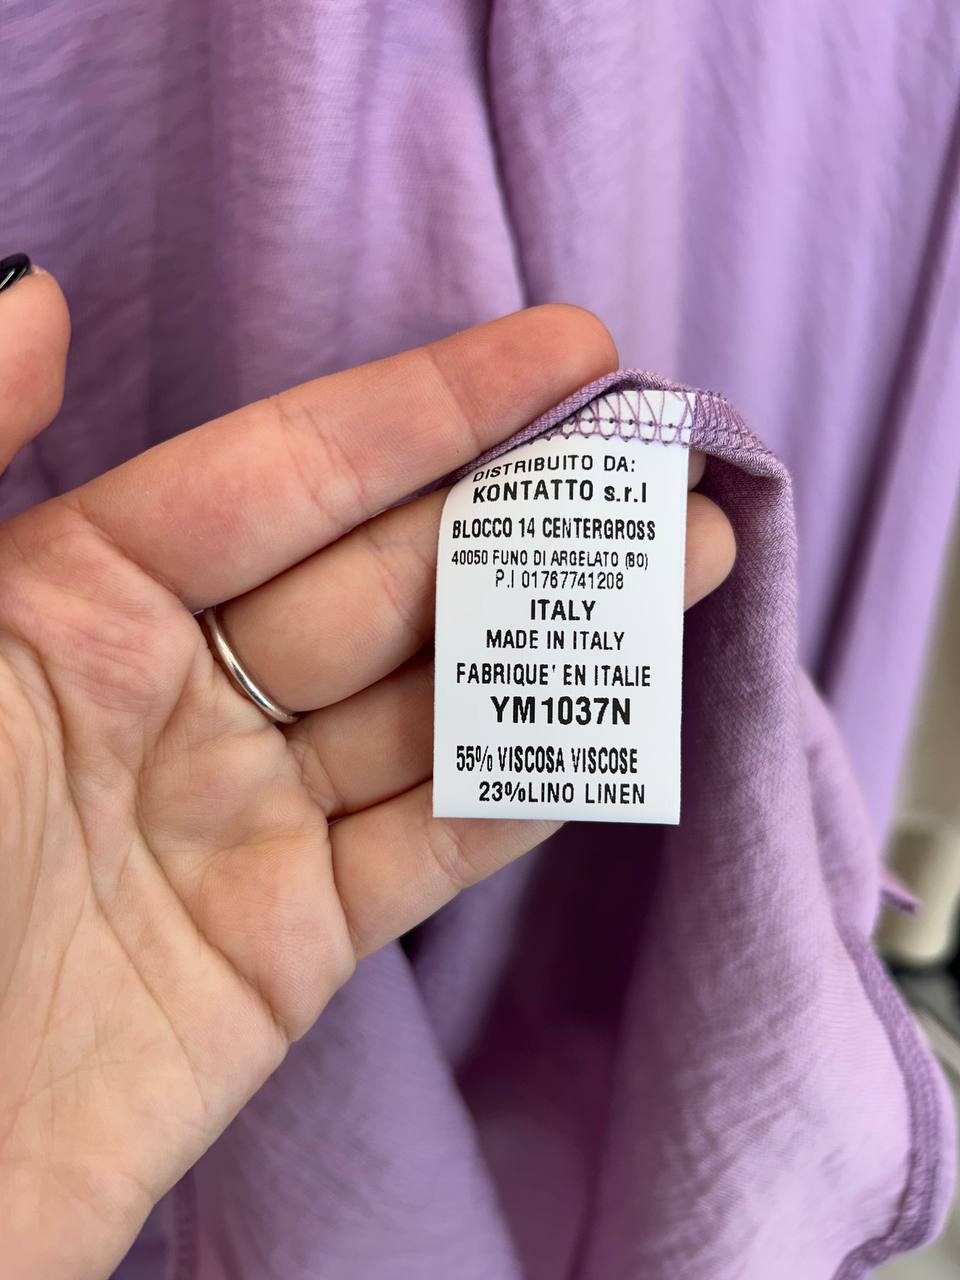 DISTRIBUITO DA:
KONTATTO s.r.l
BLOCCO 14 CENTERGROSS
40050 FUNO DI ARGELATO (BO)
P.I 01767741208
ITALY
MADE IN ITALY
FABRIQUE' EN ITALIE
YM1037N
55% VISCOSA VISCOSE
23%LINO LINEN